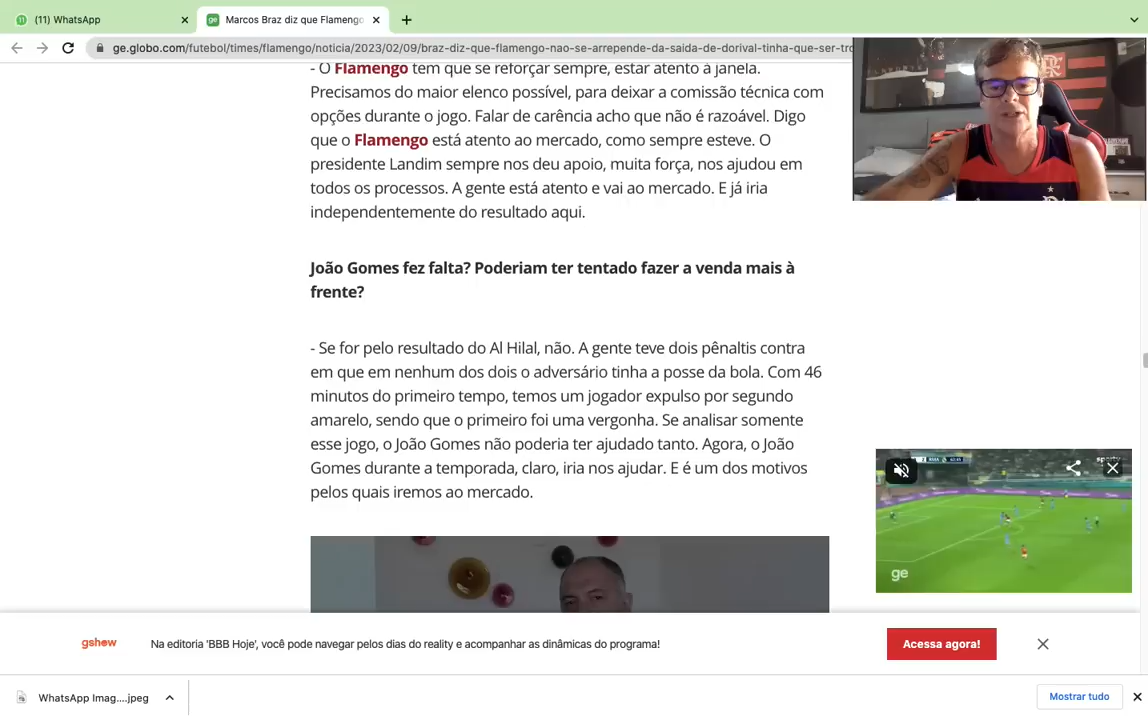 (11) WhatsApp
ge
Marcos Braz diz que Flamengo
ge.globo.com/futebol/times/flamengo/noticia/2023/02/09/braz-diz-que-flamengo-nao-se-arrepende-da-saida-de-dorival-tinha-que-ser-tro
- O Flamengo tem que se reforçar sempre, estar atento à janela.
Precisamos do maior elenco possível, para deixar a comissão técnica com
opções durante o jogo. Falar de carência acho que não é razoável. Digo
que o Flamengo está atento ao mercado, como sempre esteve. O
presidente Landim sempre nos deu apoio, muita força, nos ajudou em
todos os processos. A gente está atento e vai ao mercado. E já iria
independentemente do resultado aqui.
João Gomes fez falta? Poderiam ter tentado fazer a venda mais à
frente?
- Se for pelo resultado do Al Hilal, não. A gente teve dois pênaltis contra
em que em nenhum dos dois o adversário tinha a posse da bola. Com 46
minutos do primeiro tempo, temos um jogador expulso por segundo
amarelo, sendo que o primeiro foi uma vergonha. Se analisar somente
esse jogo, o João Gomes não poderia ter ajudado tanto. Agora, o João
Gomes durante a temporada, claro, iria nos ajudar. E é um dos motivos
pelos quais iremos ao mercado.
ge
gshow
Na editoria 'BBB Hoje', você pode navegar pelos dias do reality e acompanhar as dinâmicas do programa!
Acessa agora!
WhatsApp Imag....jpeg
Mostrar tudo